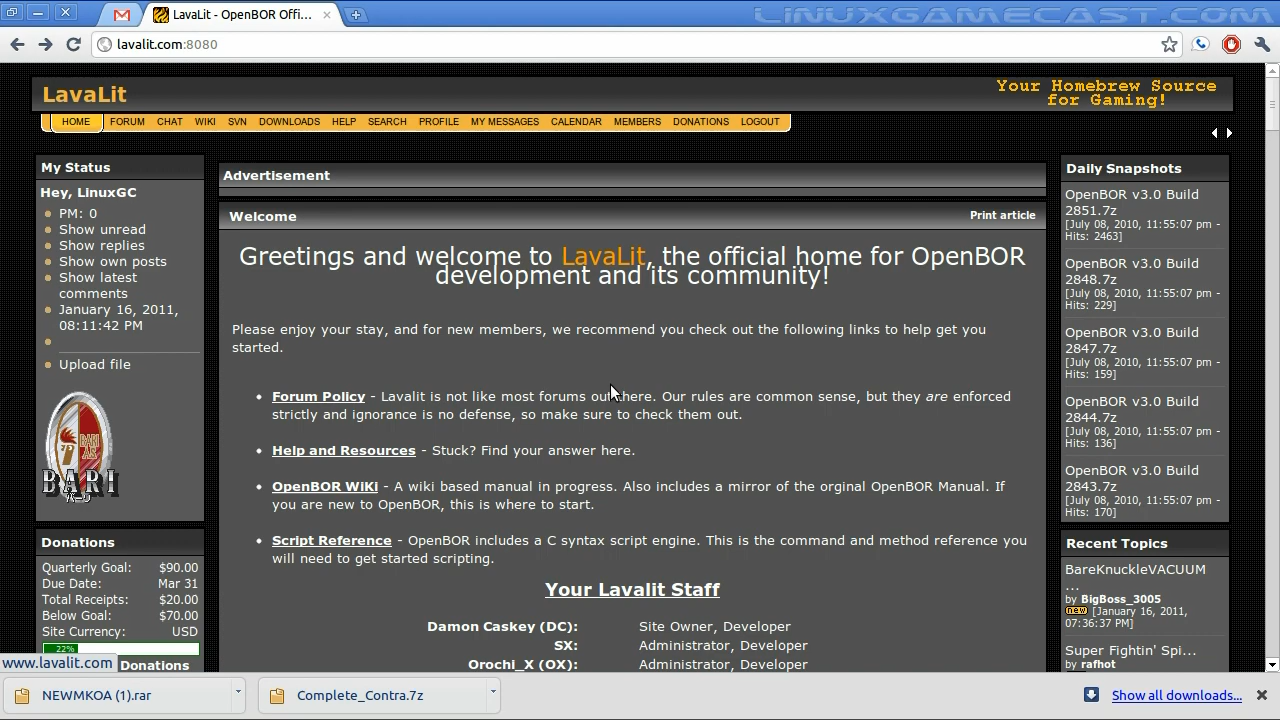 LavaLit - OpenBOR Offi...
LINUXGAMECAST.COM
lavalit.com:8080
LavaLit
Your Homebrew Source
for Gaming!
HOME FORUM CHAT WIKI SVN DOWNLOADS HELP SEARCH PROFILE MY MESSAGES CALENDAR MEMBERS DONATIONS LOGOUT
My Status
Hey, LinuxGC
PM: 0
Show unread
Show replies
Show own posts
Show latest
comments
January 16, 2011,
08:11:42 PM
Upload file
BARI
Donations
Quarterly Goal: $90.00
Due Date: Mar 31
Total Receipts: $20.00
Below Goal: $70.00
Site Currency: USD
22%
Donations
www.lavalit.com
Advertisement
Welcome
Print article
Greetings and welcome to LavaLit, the official home for OpenBOR
development and its community!
Please enjoy your stay, and for new members, we recommend you check out the following links to help get you
started.
Forum Policy - Lavalit is not like most forums out there. Our rules are common sense, but they are enforced
strictly and ignorance is no defense, so make sure to check them out.
Help and Resources - Stuck? Find your answer here.
OpenBOR WiKi - A wiki based manual in progress. Also includes a mirror of the orginal OpenBOR Manual. If
you are new to OpenBOR, this is where to start.
Script Reference - OpenBOR includes a C syntax script engine. This is the command and method reference you
will need to get started scripting.
Your Lavalit Staff
Damon Caskey (DC): Site Owner, Developer
SX: Administrator, Developer
Orochi_X (OX): Administrator, Developer
Daily Snapshots
OpenBOR v3.0 Build
2851.7z
[July 08, 2010, 11:55:07 pm -
Hits: 2463]
OpenBOR v3.0 Build
2848.7z
[July 08, 2010, 11:55:07 pm -
Hits: 229]
OpenBOR v3.0 Build
2847.7z
[July 08, 2010, 11:55:07 pm -
Hits: 159]
OpenBOR v3.0 Build
2844.7z
[July 08, 2010, 11:55:07 pm -
Hits: 136]
OpenBOR v3.0 Build
2843.7z
[July 08, 2010, 11:55:07 pm -
Hits: 170]
Recent Topics
BareKnuckleVACUUM
...
by BigBoss_3005
new [January 16, 2011,
07:36:37 PM]
Super Fightin' Spi...
by rafhot
NEWMKOA (1).rar
Complete_Contra.7z
Show all downloads...